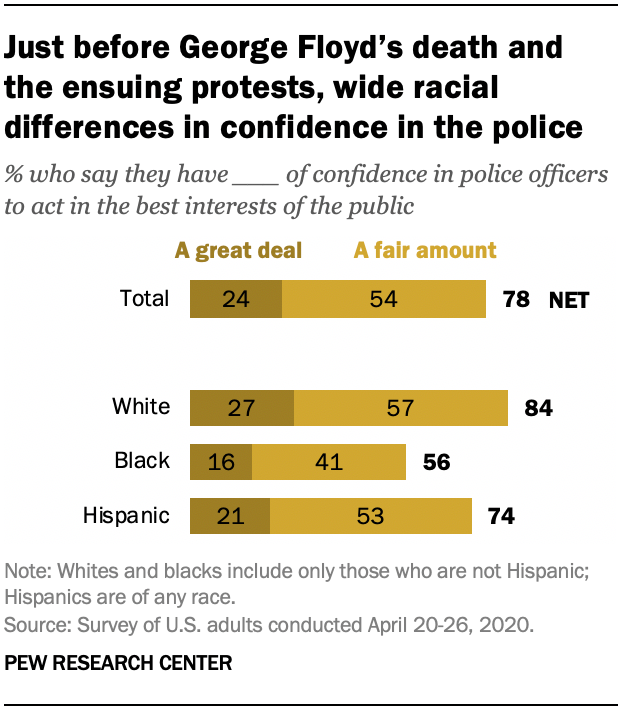 Just before George Floyd’s death and
the ensuing protests, wide racial
differences in confidence in the police
% who say they have ___ of confidence in police officers
to act in the best interests of the public
A great deal A fair amount
Total 24 54 78 NET
White 27 57 84
Black 16 41 56
Hispanic 21 53 74
Note: Whites and blacks include only those who are not Hispanic;
Hispanics are of any race.
Source: Survey of U.S. adults conducted April 20-26, 2020.
PEW RESEARCH CENTER